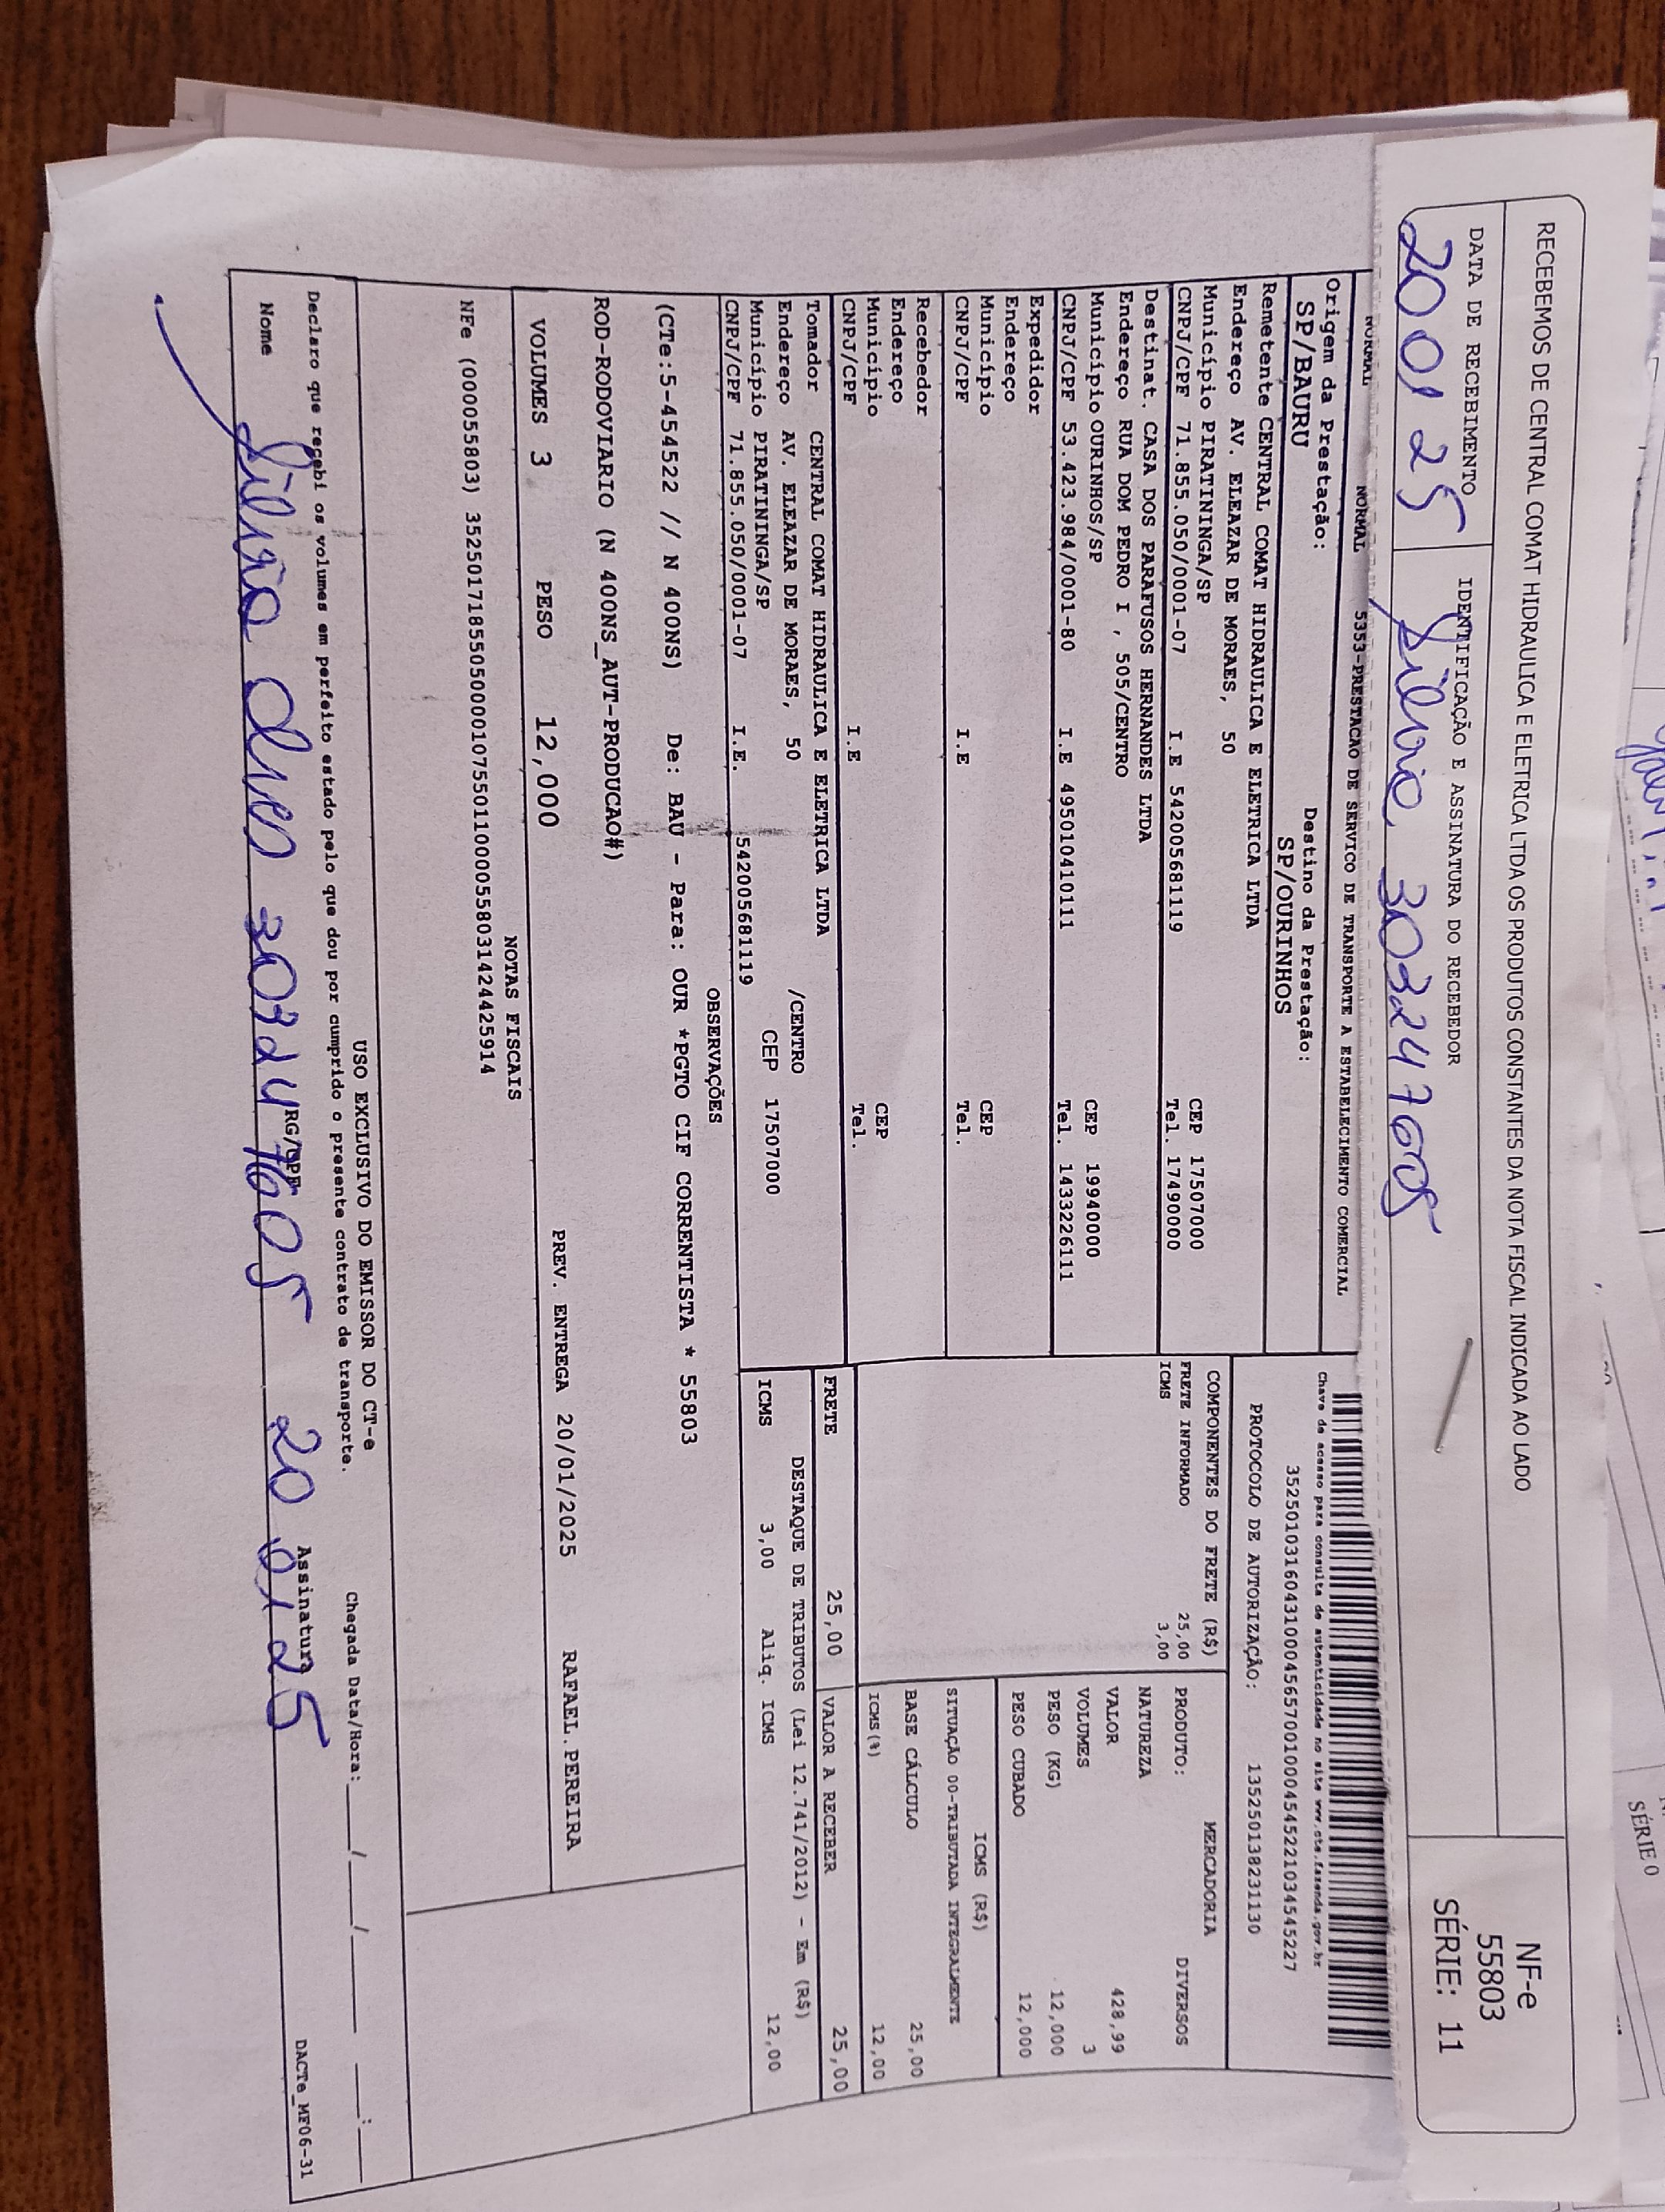 RECEBEMOS DE CENTRAL COMAT HIDRAULICA E ELETRICA LTDA OS PRODUTOS CONSTANTES DA NOTA FISCAL INDICADA AO LADO
DATA DE RECEBIMENTO
IDENTIFICAÇÃO E ASSINATURA DO RECEBEDOR
20 01 25
Silvio 303247605
NF-e
55803
SÉRIE: 11
NORMAL NORMAL 5353-PRESTACAO DE SERVICO DE TRANSPORTE A ESTABELECIMENTO COMERCIAL
Origem da Prestação:
SP/BAURU
Destino da Prestação:
SP/OURINHOS
Remetente CENTRAL COMAT HIDRAULICA E ELETRICA LTDA
Endereço AV. ELEAZAR DE MORAES, 50
Município PIRATININGA/SP CEP 17507000
CNPJ/CPF 71.855.050/0001-07 I.E 542005681119 Tel. 17490000
Destinat. CASA DOS PARAFUSOS HERNANDES LTDA
Endereço RUA DOM PEDRO I , 505/CENTRO
Município OURINHOS/SP CEP 19940000
CNPJ/CPF 53.423.984/0001-80 I.E 495010410111 Tel. 1433226111
Expedidor
Endereço
Município CEP
CNPJ/CPF I.E Tel.
Recebedor
Endereço
Município CEP
CNPJ/CPF I.E Tel.
Tomador CENTRAL COMAT HIDRAULICA E ELETRICA LTDA
Endereço AV. ELEAZAR DE MORAES, 50 /CENTRO
Município PIRATININGA/SP CEP 17507000
CNPJ/CPF 71.855.050/0001-07 I.E. 542005681119
Chave de acesso para consulta de autenticidade no site www.cte.fazenda.gov.br
35250103160431000456570010004545221034545227
PROTOCOLO DE AUTORIZAÇÃO: 135250138231130
COMPONENTES DO FRETE (R$)
FRETE INFORMADO 25,00
ICMS 3,00
MERCADORIA
PRODUTO: DIVERSOS
NATUREZA
VALOR 428,99
VOLUMES 3
PESO (KG) 12,000
PESO CUBADO 12,000
ICMS (R$)
SITUAÇÃO 00-TRIBUTADA INTEGRALMENTE
BASE CÁLCULO 25,00
ICMS(%) 12,00
FRETE 25,00
VALOR A RECEBER 25,00
DESTAQUE DE TRIBUTOS (Lei 12.741/2012) - Em (R$)
ICMS 3,00 Aliq. ICMS 12,00
OBSERVAÇÕES
(CTe:5-454522 // N 400NS) De: BAU - Para: OUR *PGTO CIF CORRENTISTA * 55803
ROD-RODOVIARIO (N 400NS_AUT-PRODUCAO#)
VOLUMES 3 PESO 12,000 PREV. ENTREGA 20/01/2025 RAFAEL.PEREIRA
NOTAS FISCAIS
NFe (000055803) 35250171855050000107550110000558031424425914
USO EXCLUSIVO DO EMISSOR DO CT-e
Declaro que recebi os volumes em perfeito estado pelo que dou por cumprido o presente contrato de transporte.
Chegada Data/Hora:___/___/_____ ___:___
Nome RG/CPF Assinatura
Silvio 303247605 20 01 25
DACTe_MF06-31
SÉRIE 0